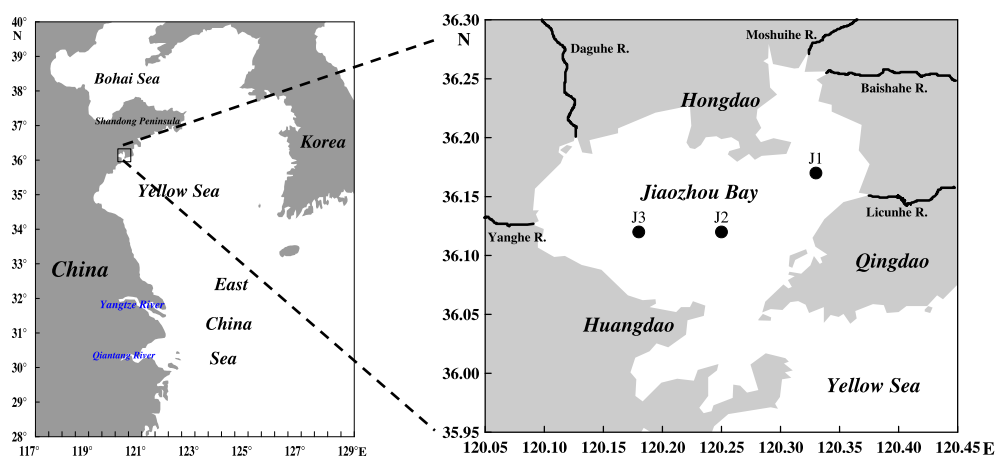 40°
N
39°
38°
37°
36°
35°
34°
33°
32°
31°
30°
29°
28°
117°
119°
121°
123°
125°
127°
129°E
Bohai Sea
Shandong Peninsula
Korea
Yellow Sea
China
East
China
Sea
Yangtze River
Qiantang River
36.30
N
36.25
36.20
36.15
36.10
36.05
36.00
35.95
120.05
120.10
120.15
120.20
120.25
120.30
120.35
120.40
120.45 E
Daguhe R.
Moshuihe R.
Baishahe R.
Hongdao
J1
Jiaozhou Bay
Licunhe R.
J3
J2
Yanghe R.
Qingdao
Huangdao
Yellow Sea